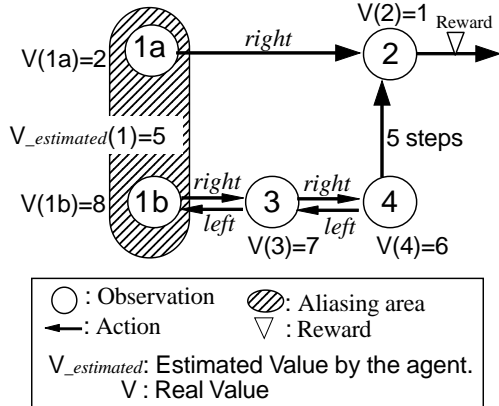 V(2)=1
Reward
1a
right
2
V(1a)=2
V_estimated(1)=5
5 steps
V(1b)=8
1b
right
left
3
right
left
4
V(3)=7
V(4)=6
: Observation
: Aliasing area
: Action
: Reward
V_estimated: Estimated Value by the agent.
V : Real Value